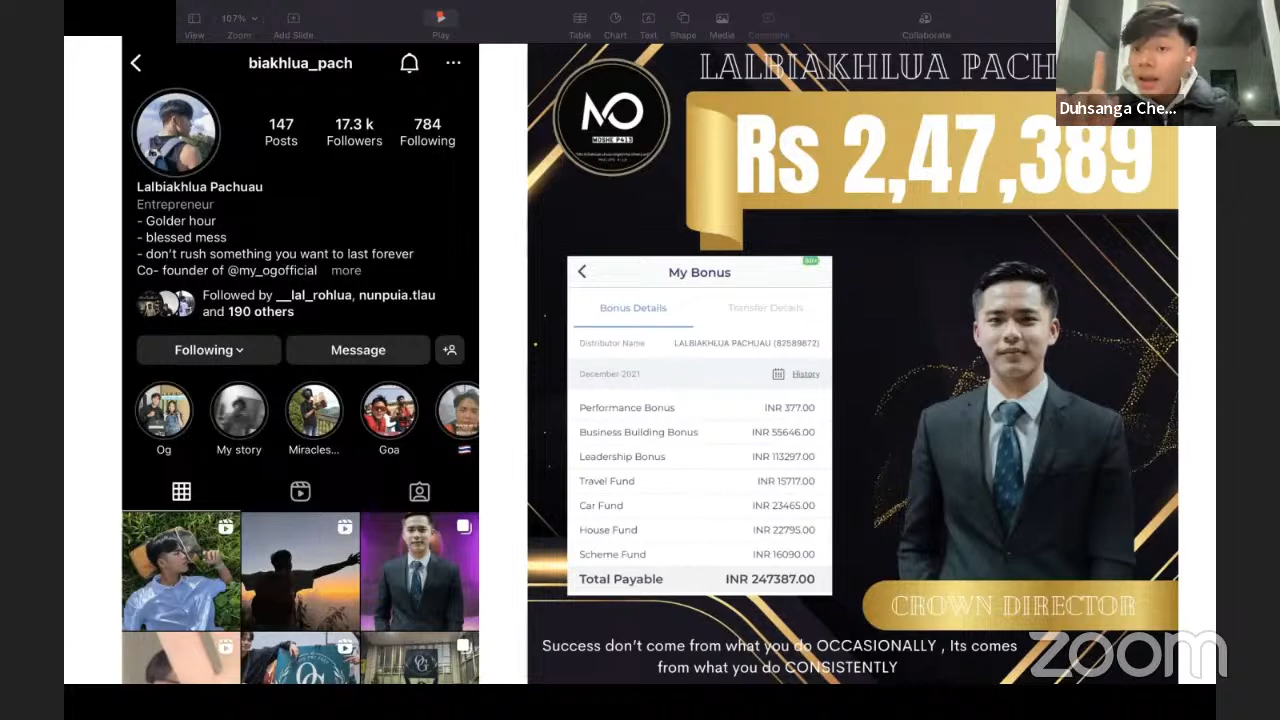 View
107%
Zoom
Add Slide
Play
Table
Chart
Text
Shape
Media
Comment
Collaborate
Duhsanga Che...
biakhlua_pach
147
Posts
17.3 k
Followers
784
Following
Lalbiakhlua Pachuau
Entrepreneur
- Golder hour
- blessed mess
- don't rush something you want to last forever
Co- founder of @my_ogofficial more
Followed by __lal_rohlua, nunpuia.tlau
and 190 others
Following
Message
Og
My story
Miracles...
Goa
LALBIAKHLUA PACH
MO
Rs 2,47,389
My Bonus
Bonus Details
Transfer Details
Distributor Name LALBIAKHLUA PACHUAU (82589872)
December-2021 History
Performance Bonus INR 377.00
Business Building Bonus INR 55646.00
Leadership Bonus INR 113297.00
Travel Fund INR 15717.00
Car Fund INR 23465.00
House Fund INR 22795.00
Scheme Fund INR 16090.00
Total Payable INR 247387.00
CROWN DIRECTOR
Success don't come from what you do OCCASIONALLY , Its comes
from what you do CONSISTENTLY
zoom